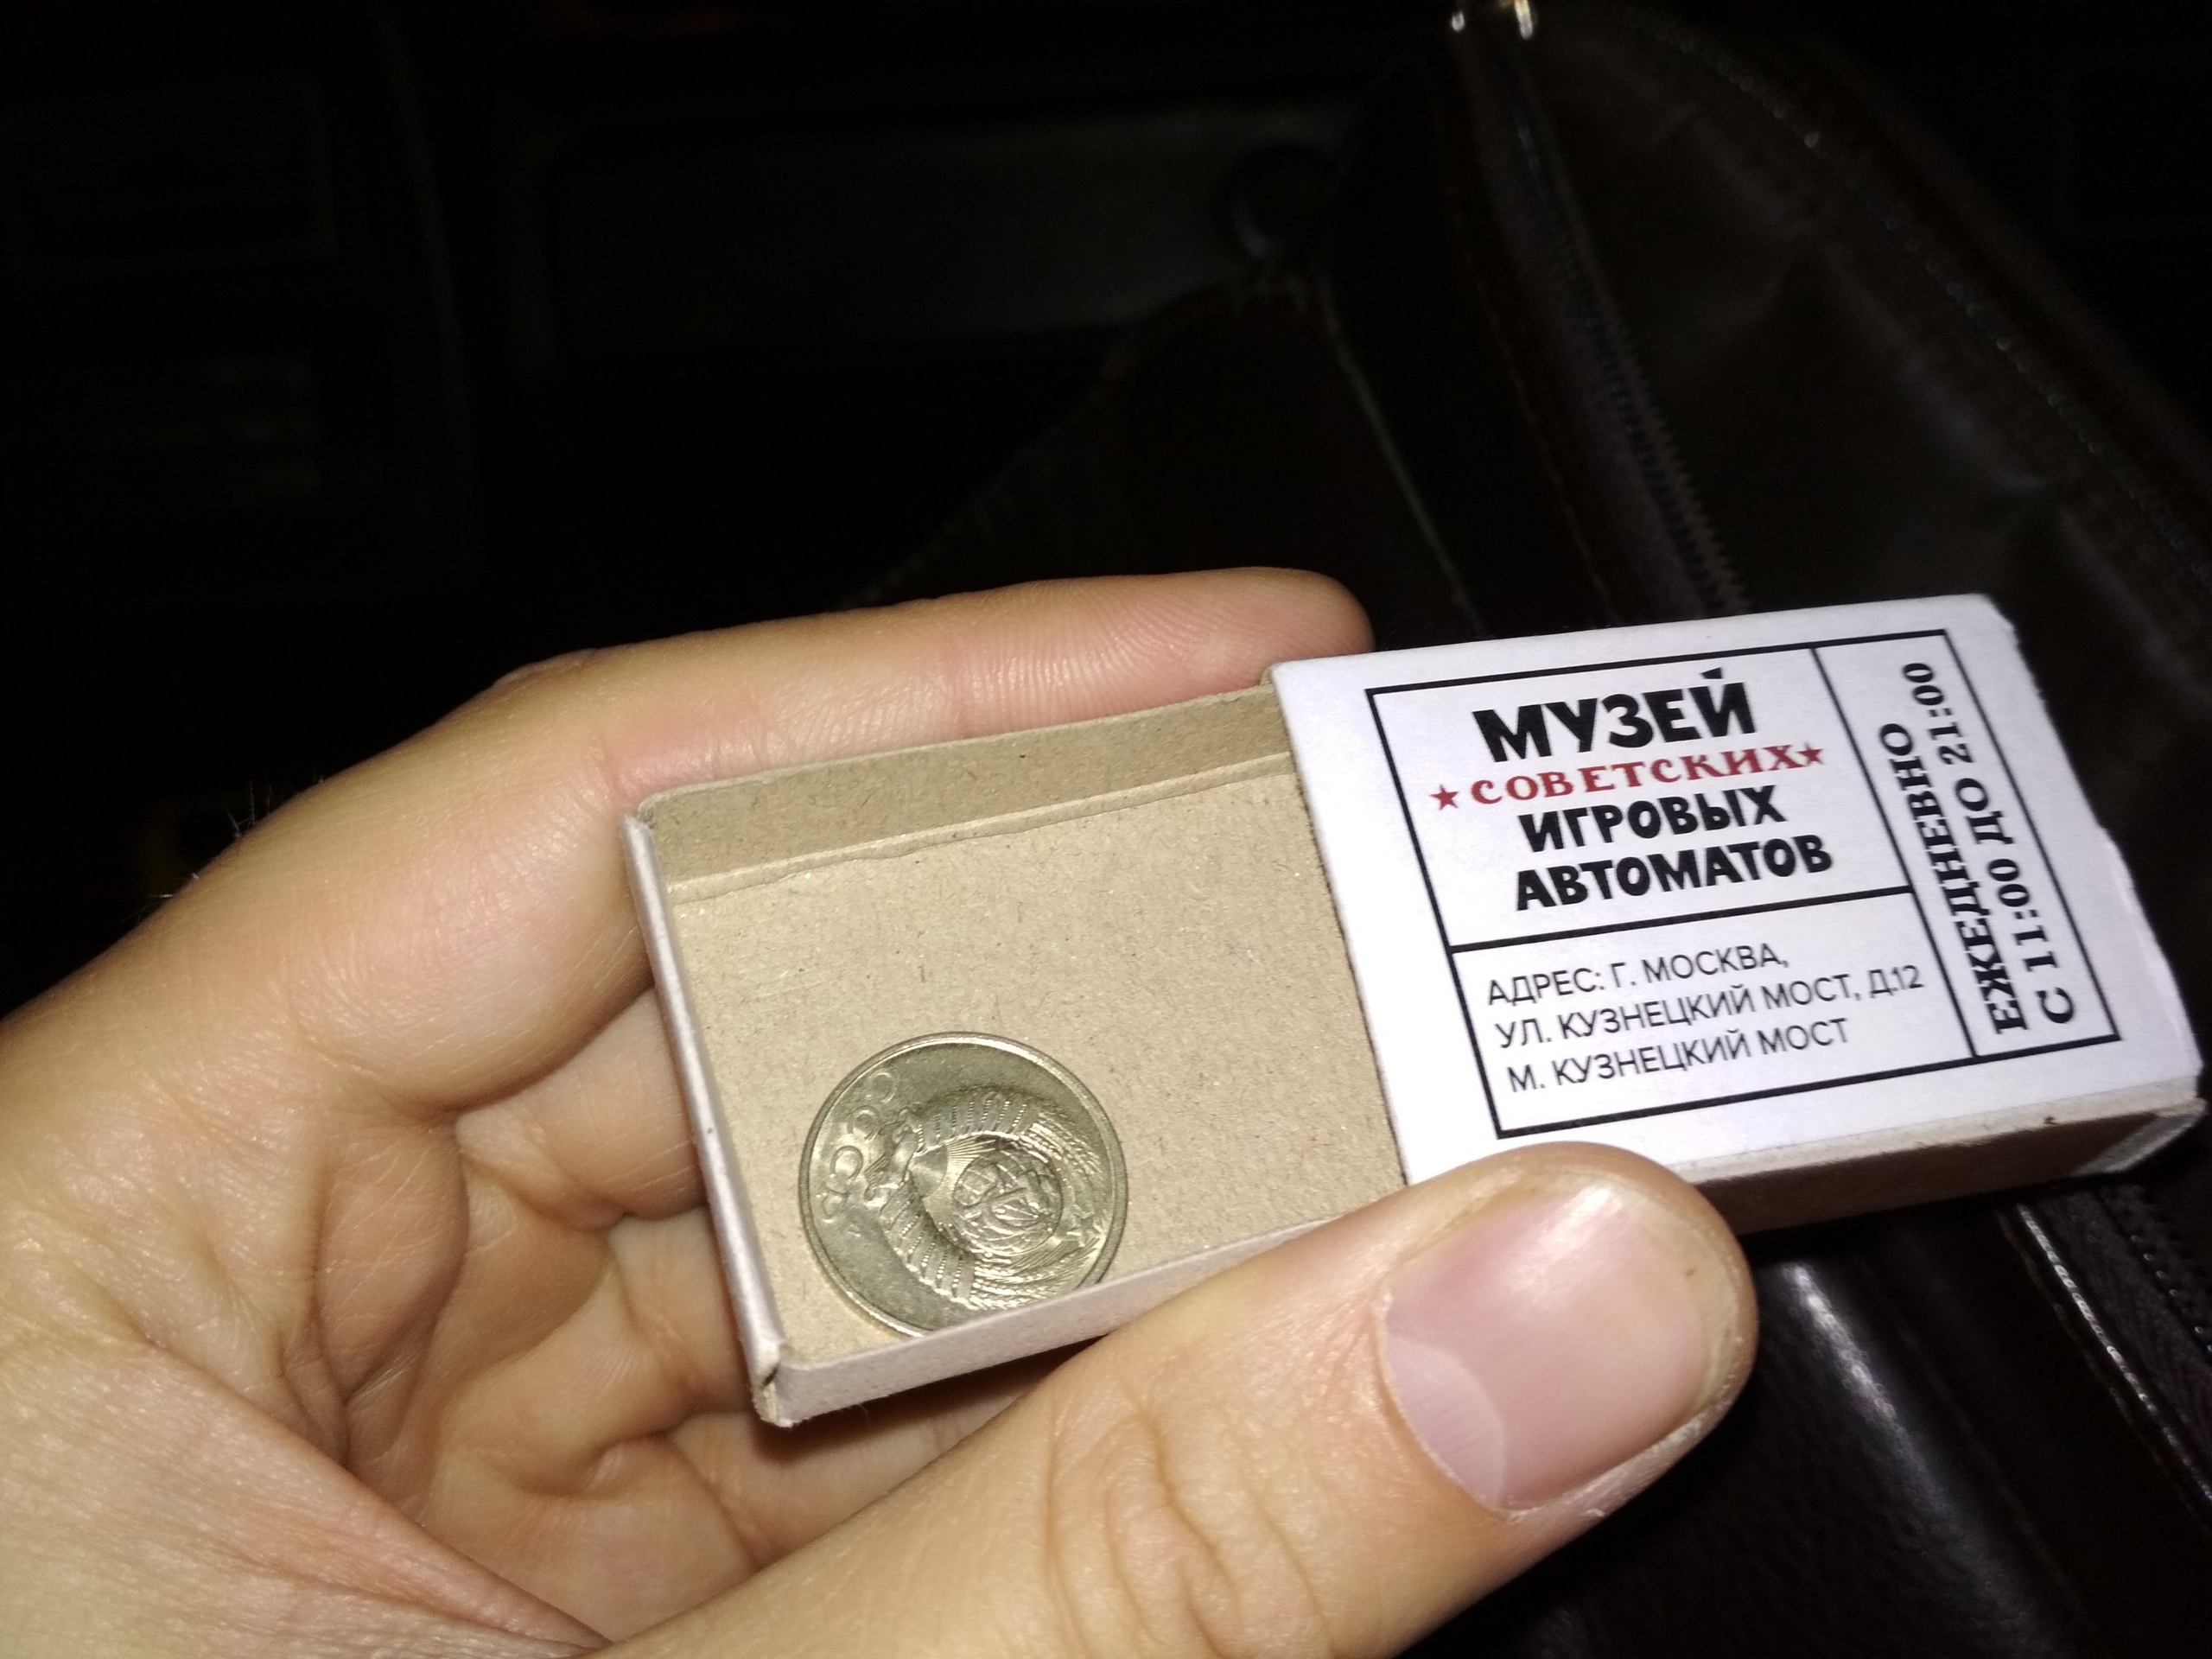 МУЗЕЙ
★СОВЕТСКИХ★
ИГРОВЫХ
АВТОМАТОВ
АДРЕС: Г. МОСКВА,
УЛ. КУЗНЕЦКИЙ МОСТ, Д.12
М. КУЗНЕЦКИЙ МОСТ
ЕЖЕДНЕВНО
С 11:00 ДО 21:00
СССР